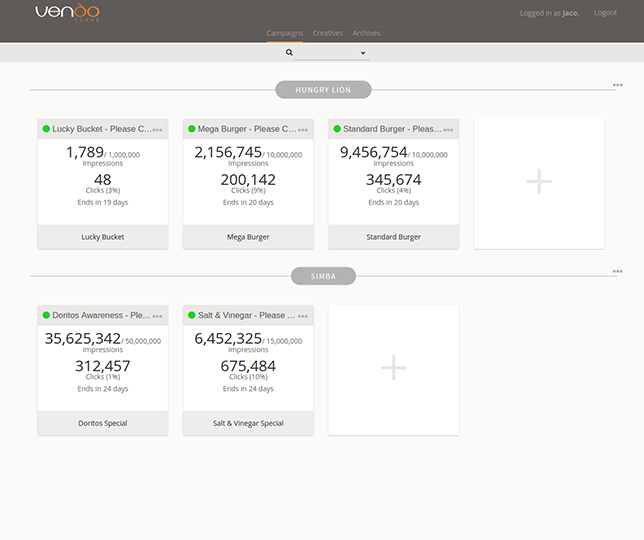 vendo
Logged in as Jaco.
Logout
Campaigns
Creatives
Archives
HUNGRY LION
Lucky Bucket - Please C...
1,789/ 1,000,000
Impressions
48
Clicks (3%)
Ends in 19 days
Lucky Bucket
Mega Burger - Please C...
2,156,745/ 10,000,000
Impressions
200,142
Clicks (9%)
Ends in 20 days
Mega Burger
Standard Burger - Pleas...
9,456,754/ 10,000,000
Impressions
345,674
Clicks (4%)
Ends in 20 days
Standard Burger
SIMBA
Doritos Awareness - Ple...
35,625,342/ 50,000,000
Impressions
312,457
Clicks (1%)
Ends in 24 days
Doritos Special
Salt & Vinegar - Please ...
6,452,325/ 15,000,000
Impressions
675,484
Clicks (10%)
Ends in 24 days
Salt & Vinegar Special